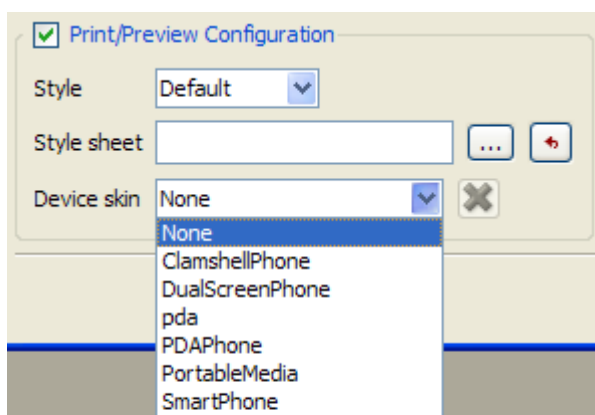 Print/Preview Configuration
Style Default
Style sheet ...
Device skin None
None
ClamshellPhone
DualScreenPhone
pda
PDAPhone
PortableMedia
SmartPhone